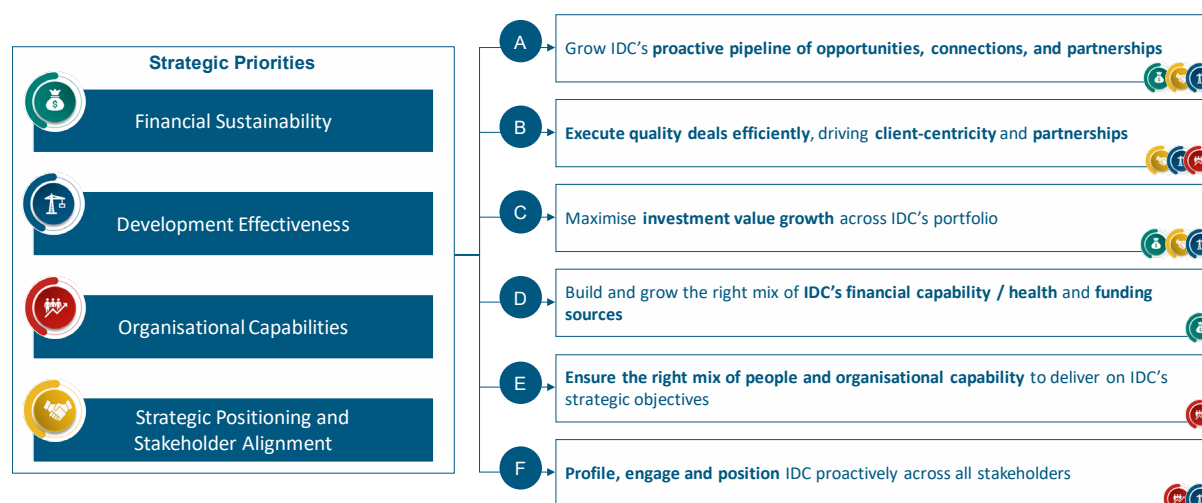 Strategic Priorities
Financial Sustainability
Development Effectiveness
Organisational Capabilities
Strategic Positioning and
Stakeholder Alignment
A
Grow IDC's proactive pipeline of opportunities, connections, and partnerships
B
Execute quality deals efficiently, driving client-centricity and partnerships
C
Maximise investment value growth across IDC's portfolio
D
Build and grow the right mix of IDC's financial capability / health and funding
sources
E
Ensure the right mix of people and organisational capability to deliver on IDC's
strategic objectives
F
Profile, engage and position IDC proactively across all stakeholders